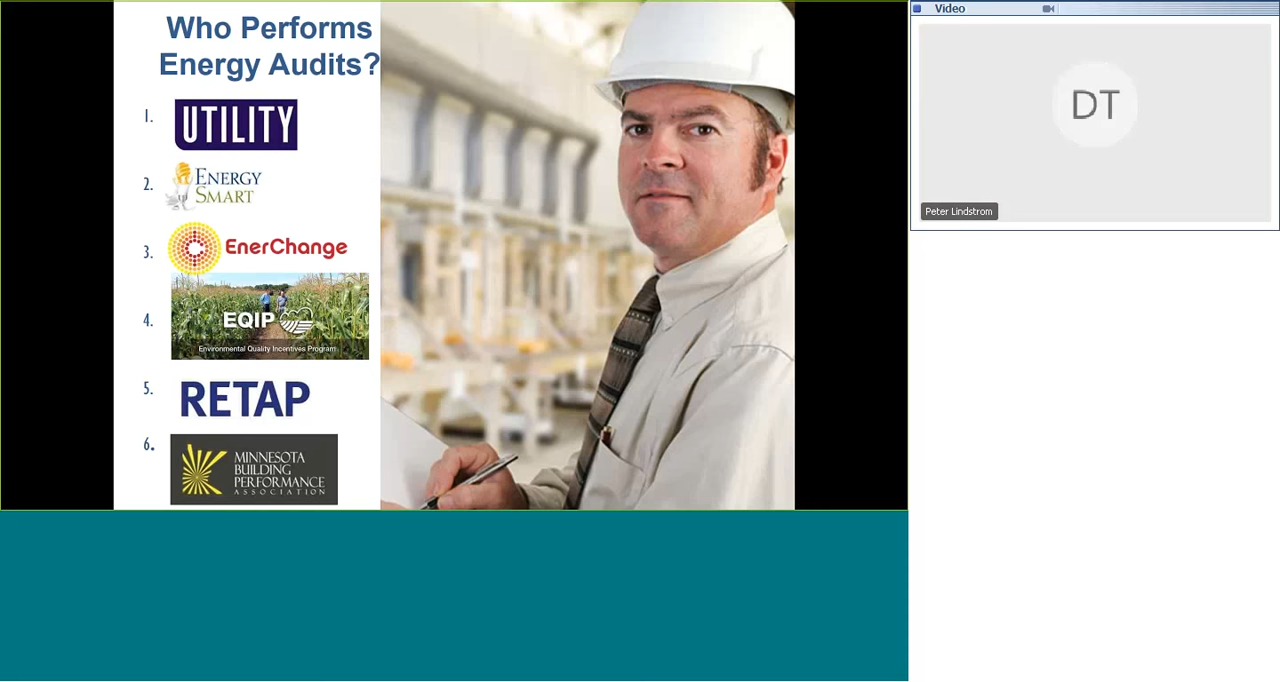 Who Performs
Energy Audits?
1.
UTILITY
2.
ENERGY
SMART
3.
EnerChange
4.
EQIP
Environmental Quality Incentives Program
5.
RETAP
6.
MINNESOTA
BUILDING
PERFORMANCE
ASSOCIATION
Video
DT
Peter Lindstrom